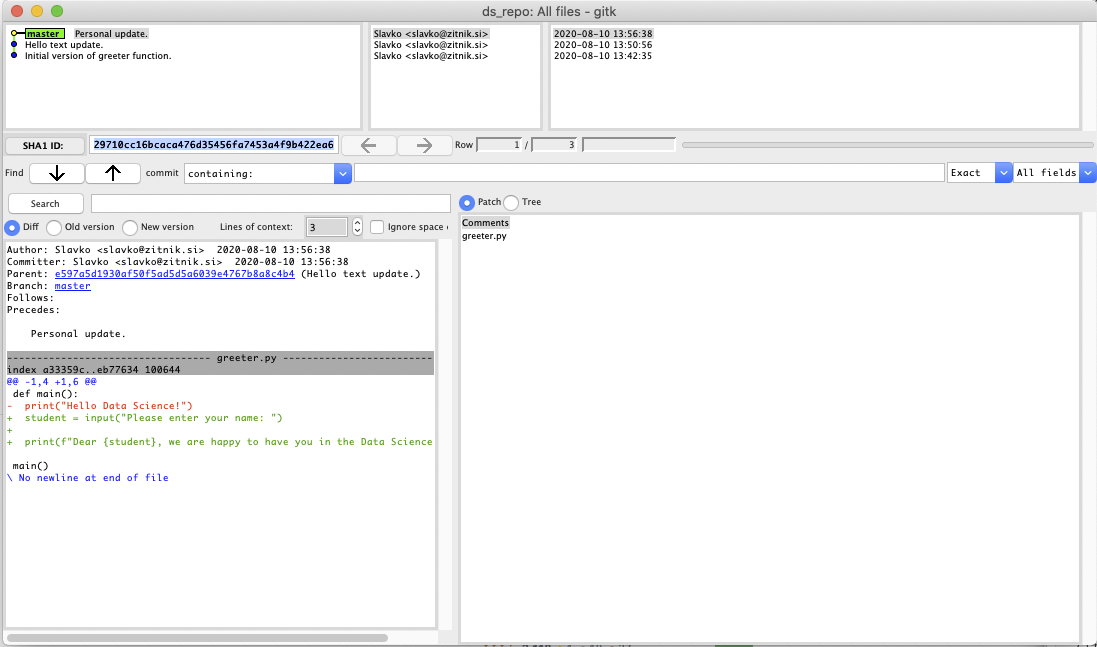 ds_repo: All files - gitk
master Personal update. Slavko <slavko@zitnik.si> 2020-08-10 13:56:38
Hello text update. Slavko <slavko@zitnik.si> 2020-08-10 13:50:56
Initial version of greeter function. Slavko <slavko@zitnik.si> 2020-08-10 13:42:35
SHA1 ID: 29710cc16bcaca476d35456fa7453a4f9b422ea6 Row 1 / 3
Find commit containing: Exact All fields
Search
Patch Tree
Diff Old version New version Lines of context: 3 Ignore space
Comments
greeter.py
Author: Slavko <slavko@zitnik.si> 2020-08-10 13:56:38
Committer: Slavko <slavko@zitnik.si> 2020-08-10 13:56:38
Parent: e597a5d1930af50f5ad5d5a6039e4767b8a8c4b4 (Hello text update.)
Branch: master
Follows:
Precedes:
Personal update.
---------------------------------- greeter.py -------------------------
index a33359c..eb77634 100644
@@ -1,4 +1,6 @@
def main():
-  print("Hello Data Science!")
+  student = input("Please enter your name: ")
+
+  print(f"Dear {student}, we are happy to have you in the Data Science
main()
\ No newline at end of file